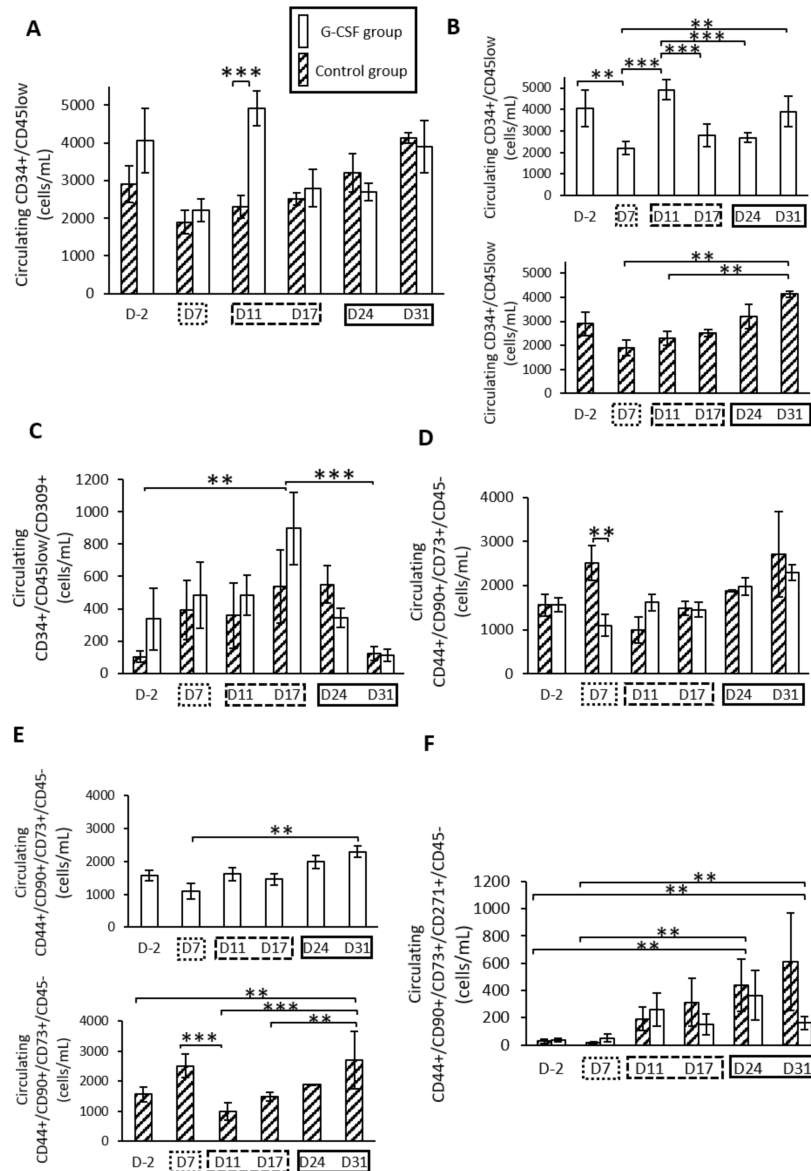 A
G-CSF group
Control group
***
Circulating CD34+/CD45low
(cells/mL)
5000
4000
3000
2000
1000
0
D-2
D7
D11
D17
D24
D31
B
**
***
**
***
***
Circulating CD34+/CD45low
(cells/mL)
5000
4000
3000
2000
1000
0
D-2
D7
D11
D17
D24
D31
**
**
Circulating CD34+/CD45low
(cells/mL)
5000
4000
3000
2000
1000
0
D-2
D7
D11
D17
D24
D31
C
**
***
Circulating
CD34+/CD45low/CD309+
(cells/mL)
1200
1000
800
600
400
200
0
D-2
D7
D11
D17
D24
D31
D
**
Circulating
CD44+/CD90+/CD73+/CD45-
(cells/mL)
4000
3000
2000
1000
0
D-2
D7
D11
D17
D24
D31
E
**
Circulating
CD44+/CD90+/CD73+/CD45-
(cells/mL)
4000
3000
2000
1000
0
D-2
D7
D11
D17
D24
D31
**
***
***
**
Circulating
CD44+/CD90+/CD73+/CD45-
(cells/mL)
4000
3000
2000
1000
0
D-2
D7
D11
D17
D24
D31
F
**
**
**
**
Circulating
CD44+/CD90+/CD73+/CD271+/CD45-
(cells/mL)
1200
1000
800
600
400
200
0
D-2
D7
D11
D17
D24
D31